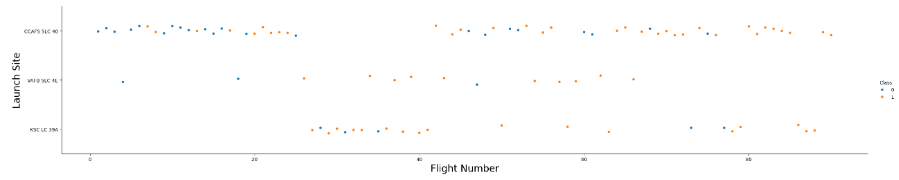 Launch Site
CCAFS SLC 40
VAFB SLC 4E
KSC LC 39A
0
20
40
60
80
Flight Number
Class
0
1